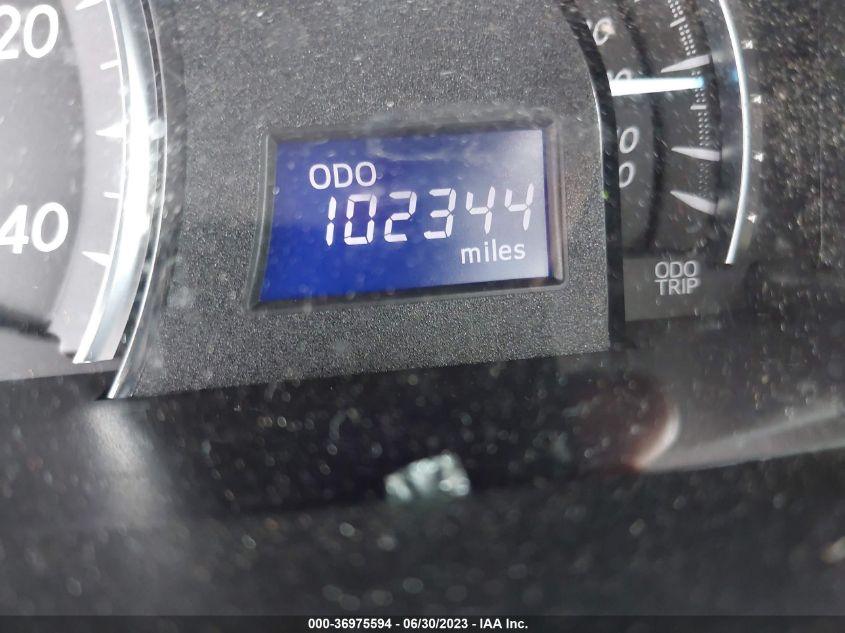 20
40
ODO
102344
miles
ODO
TRIP
000-36975594 - 06/30/2023 - IAA Inc.